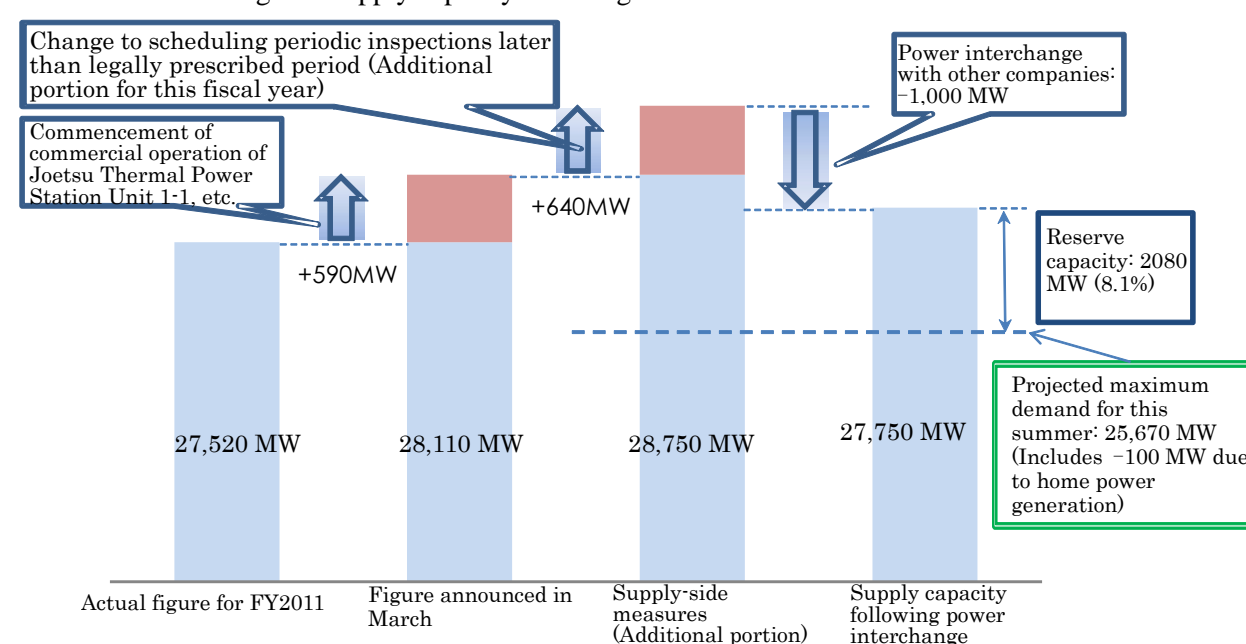 Change to scheduling periodic inspections later
than legally prescribed period (Additional
portion for this fiscal year)
Power interchange
with other companies:
−1,000 MW
Commencement of
commercial operation of
Joetsu Thermal Power
Station Unit 1-1, etc.
+640MW
+590MW
Reserve
capacity: 2080
MW (8.1%)
Projected maximum
demand for this
summer: 25,670 MW
(Includes −100 MW due
to home power
generation)
27,520 MW
28,110 MW
28,750 MW
27,750 MW
Actual figure for FY2011
Figure announced in
March
Supply-side
measures
(Additional portion)
Supply capacity
following power
interchange